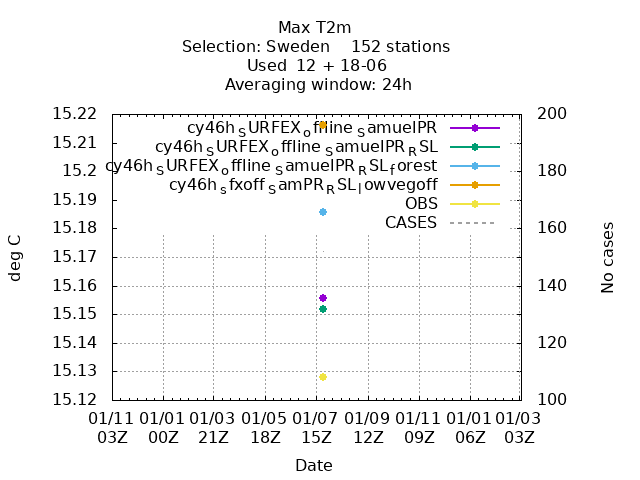 Max T2m
Selection: Sweden 152 stations
Used 12 + 18-06
Averaging window: 24h
15.22
15.21
15.2
15.19
15.18
15.17
15.16
15.15
15.14
15.13
15.12
200
180
160
140
120
100
cy46h_SURFEX_offline_SamuelPR
cy46h_SURFEX_offline_SamuelPR_RSL
cy46h_SURFEX_offline_SamuelPR_RSL_forest
cy46h_sfxoff_SamPR_RSL_lowvegoff
OBS
CASES
deg C
No cases
01/11 01/01 01/03 01/05 01/07 01/09 01/11 01/01 01/03
03Z 00Z 21Z 18Z 15Z 12Z 09Z 06Z 03Z
Date